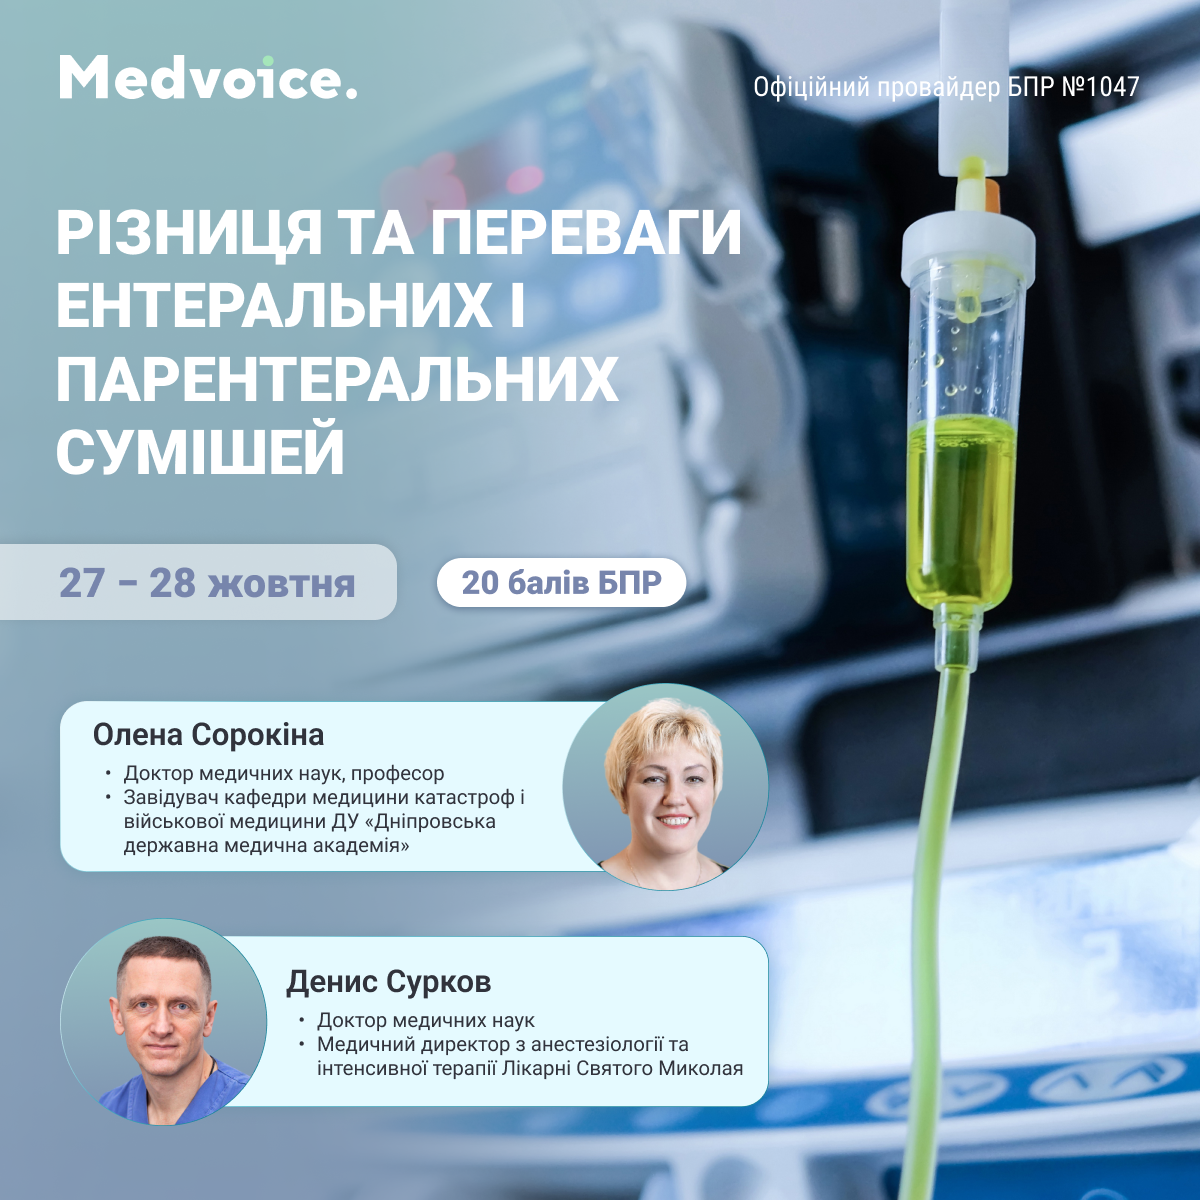 Medvoice.
Офіційний провайдер БПР №1047
РІЗНИЦЯ ТА ПЕРЕВАГИ
ЕНТЕРАЛЬНИХ І
ПАРЕНТЕРАЛЬНИХ
СУМІШЕЙ
27 – 28 жовтня
20 балів БПР
Олена Сорокіна
• Доктор медичних наук, професор
• Завідувач кафедри медицини катастроф і
військової медицини ДУ «Дніпровська
державна медична академія»
Денис Сурков
• Доктор медичних наук
• Медичний директор з анестезіології та
інтенсивної терапії Лікарні Святого Миколая